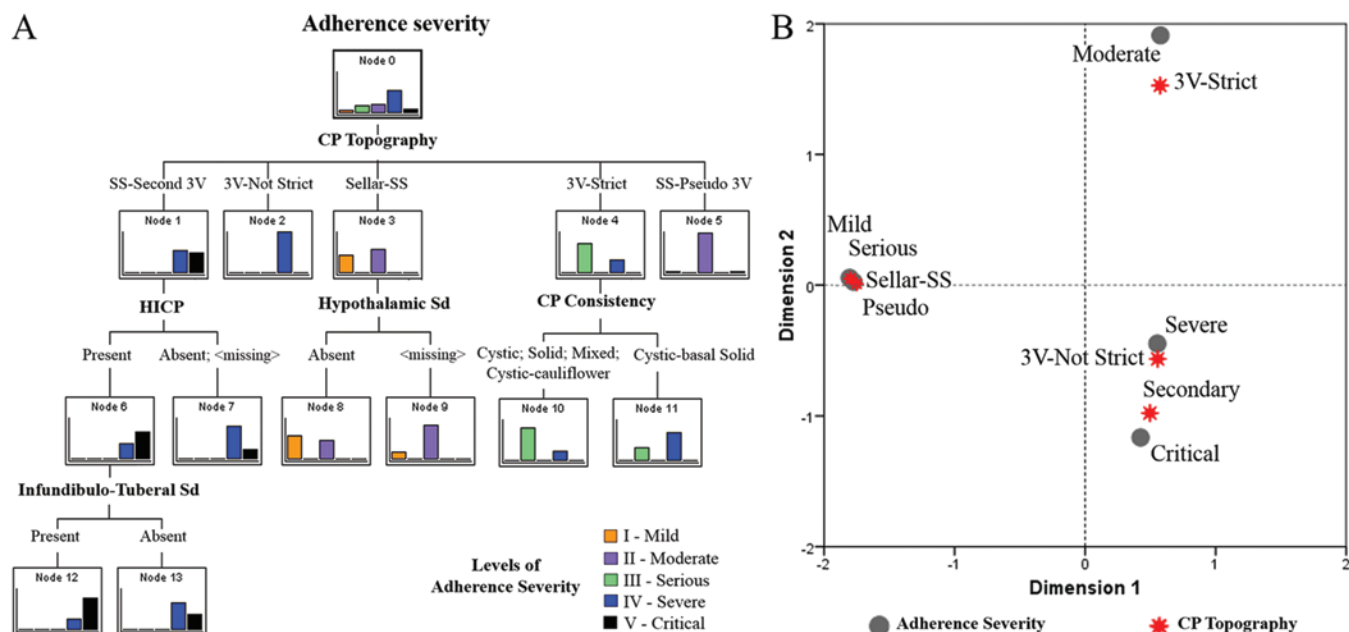 A
Adherence severity
Node 0
CP Topography
SS-Second 3V
3V-Not Strict
Sellar-SS
3V-Strict
SS-Pseudo 3V
Node 1
Node 2
Node 3
Node 4
Node 5
HICP
Hypothalamic Sd
CP Consistency
Present
Absent; <missing>
Absent
<missing>
Cystic; Solid; Mixed;
Cystic-cauliflower
Cystic-basal Solid
Node 6
Node 7
Node 8
Node 9
Node 10
Node 11
Infundibulo-Tuberal Sd
Present
Absent
Node 12
Node 13
Levels of
Adherence Severity
I - Mild
II - Moderate
III - Serious
IV - Severe
V - Critical
B
2
1
0
-1
-2
Dimension 2
Moderate
3V-Strict
Mild
Serious
Sellar-SS
Pseudo
Severe
3V-Not Strict
Secondary
Critical
-2
-1
0
1
2
Dimension 1
Adherence Severity
CP Topography